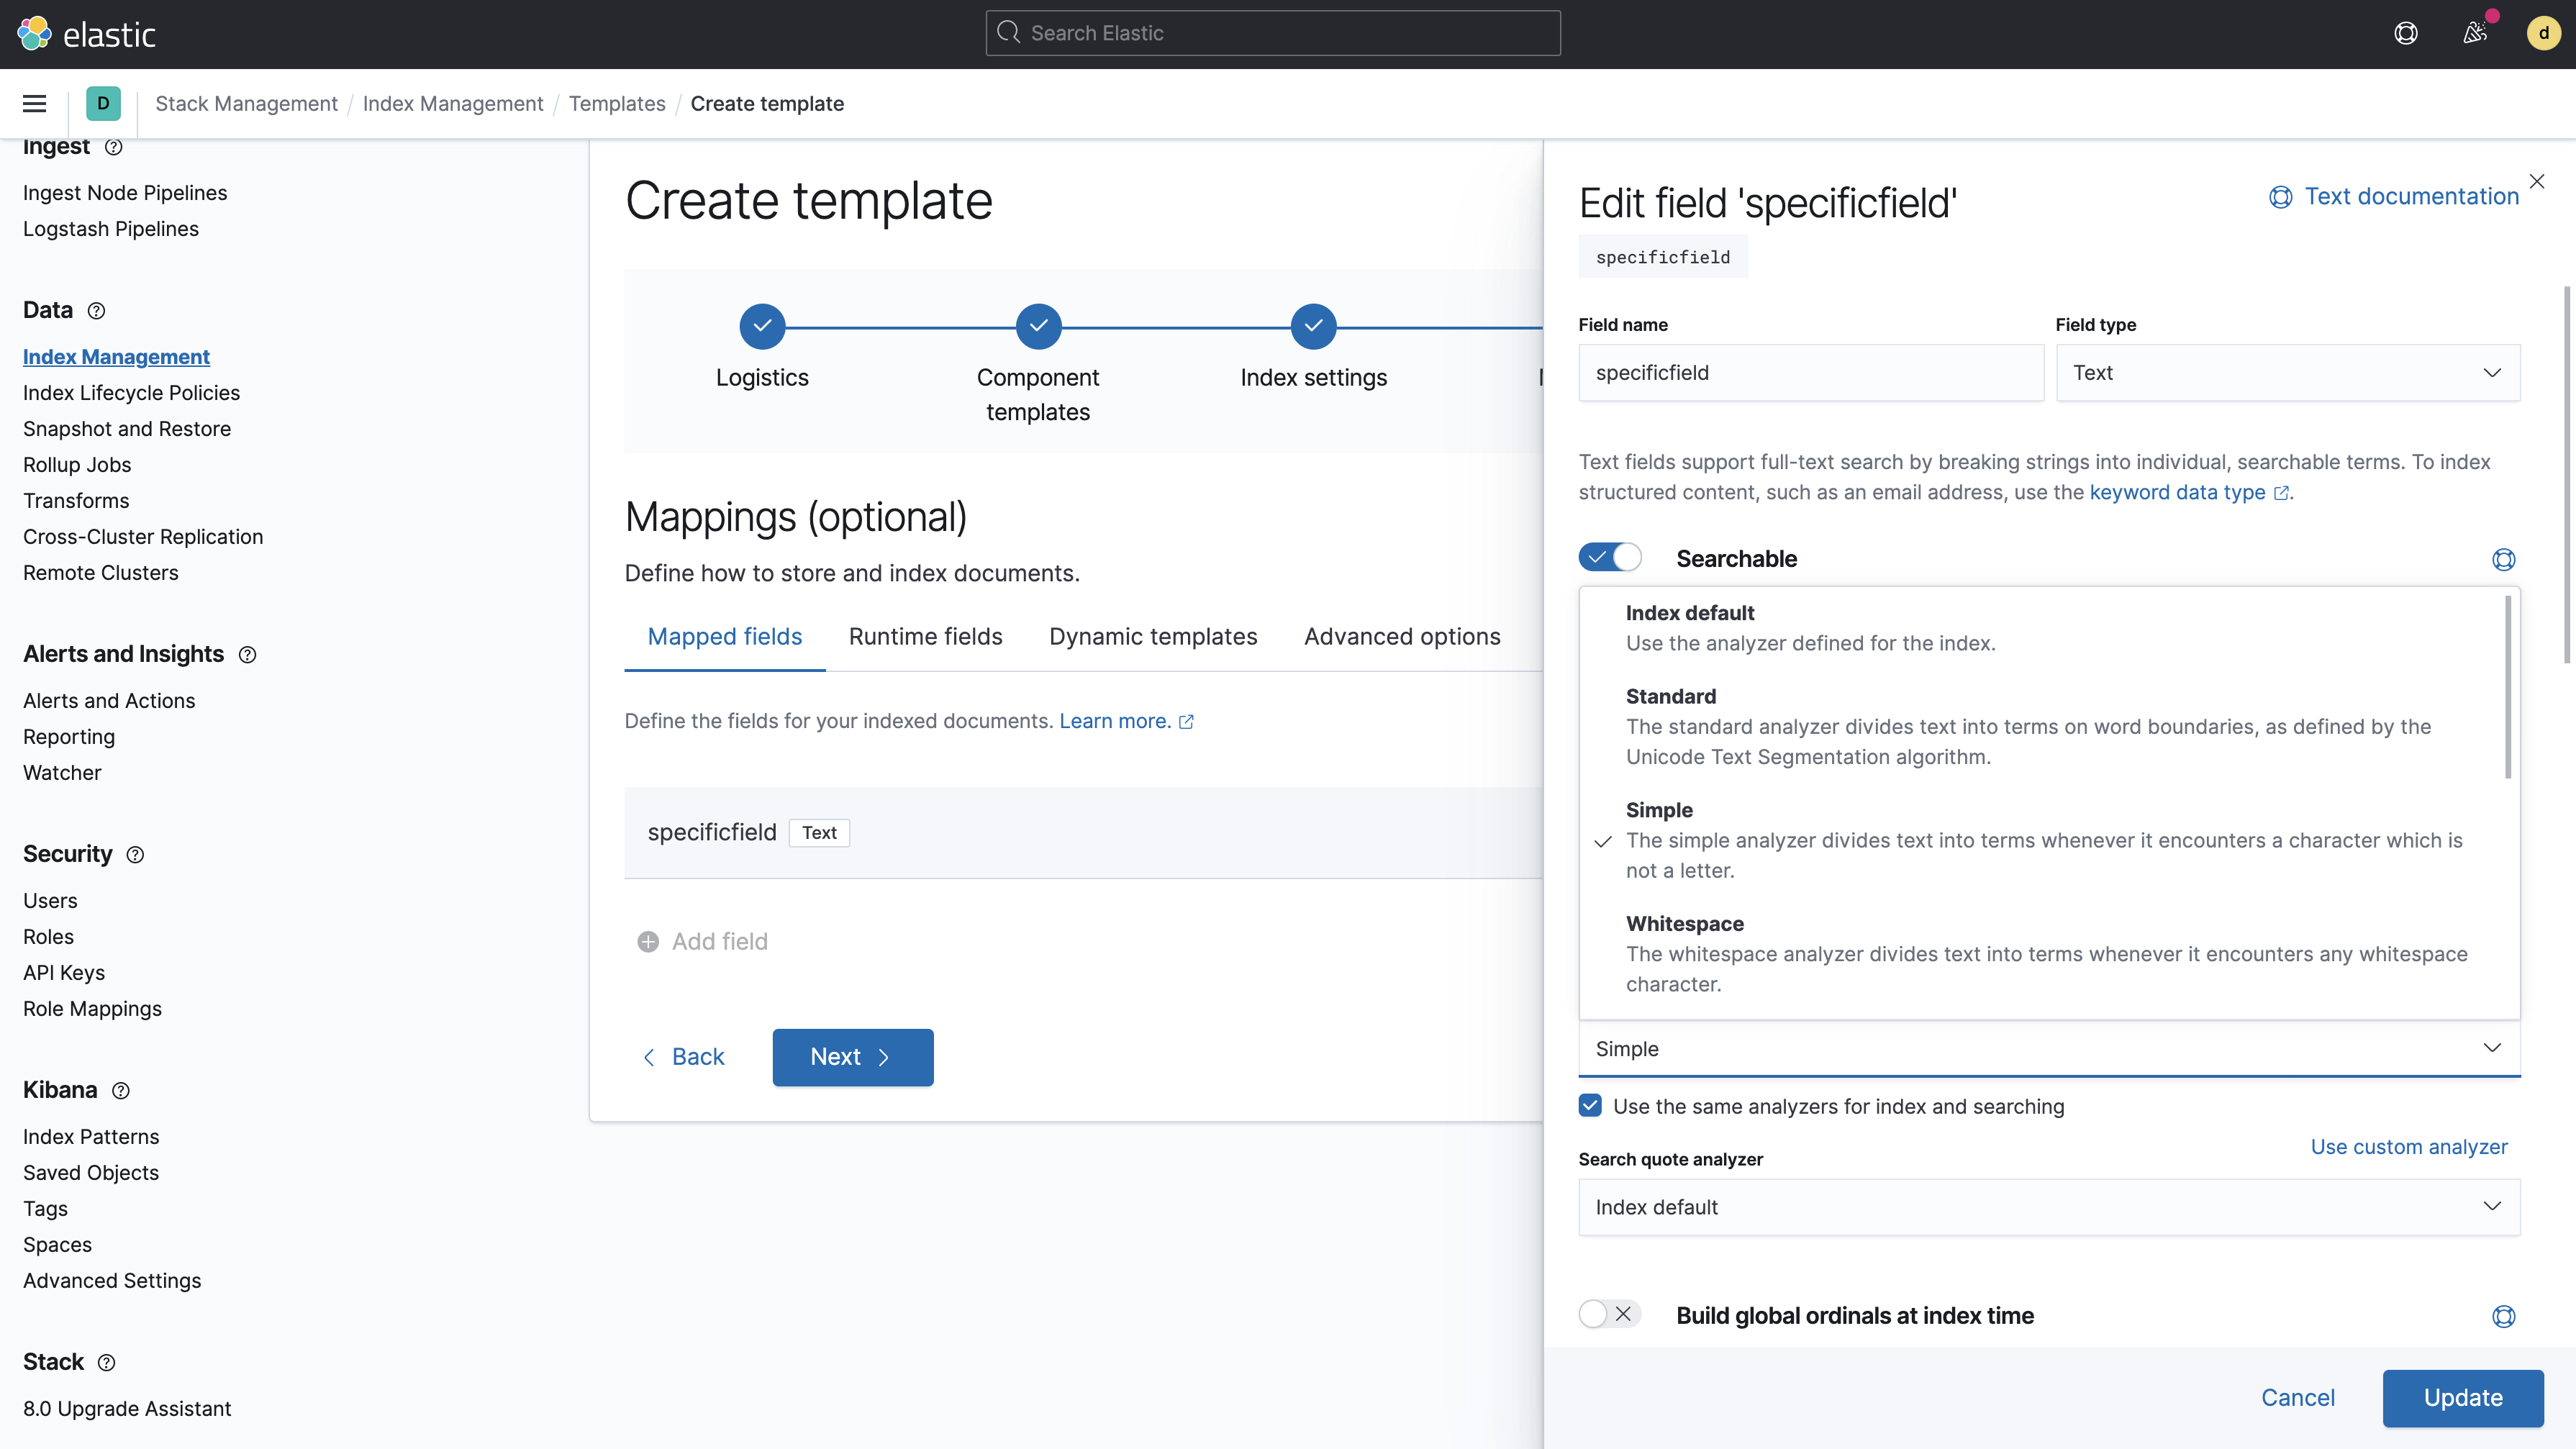 elastic
Search Elastic
d
D
Stack Management / Index Management / Templates / Create template
Ingest
Ingest Node Pipelines
Logstash Pipelines
Data
Index Management
Index Lifecycle Policies
Snapshot and Restore
Rollup Jobs
Transforms
Cross-Cluster Replication
Remote Clusters
Alerts and Insights
Alerts and Actions
Reporting
Watcher
Security
Users
Roles
API Keys
Role Mappings
Kibana
Index Patterns
Saved Objects
Tags
Spaces
Advanced Settings
Stack
8.0 Upgrade Assistant
Create template
Logistics
Component
templates
Index settings
Mappings (optional)
Define how to store and index documents.
Mapped fields
Runtime fields
Dynamic templates
Advanced options
Define the fields for your indexed documents. Learn more.
specificfield
Text
Add field
Back
Next
Edit field 'specificfield'
Text documentation
specificfield
Field name
Field type
specificfield
Text
Text fields support full-text search by breaking strings into individual, searchable terms. To index
structured content, such as an email address, use the keyword data type.
Searchable
Index default
Use the analyzer defined for the index.
Standard
The standard analyzer divides text into terms on word boundaries, as defined by the
Unicode Text Segmentation algorithm.
Simple
The simple analyzer divides text into terms whenever it encounters a character which is
not a letter.
Whitespace
The whitespace analyzer divides text into terms whenever it encounters any whitespace
character.
Simple
Use the same analyzers for index and searching
Use custom analyzer
Search quote analyzer
Index default
Build global ordinals at index time
Cancel
Update